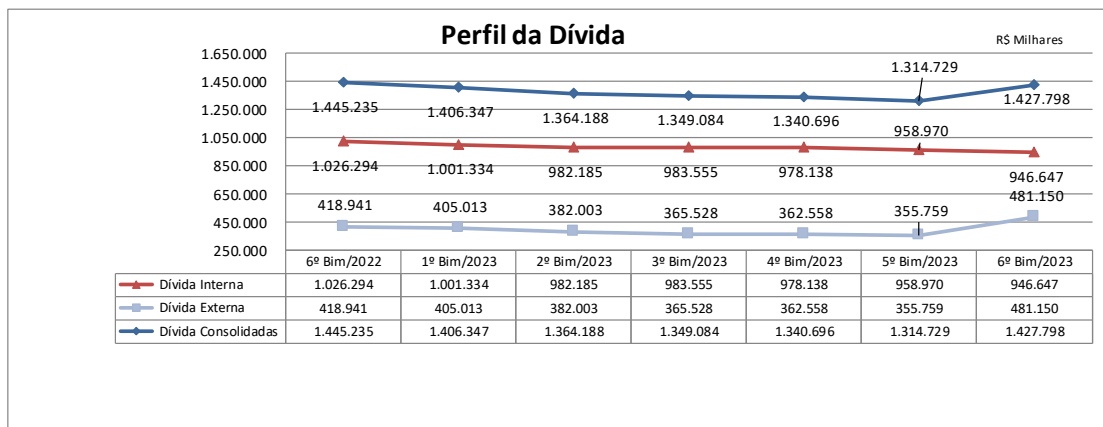 Perfil da Dívida
R$ Milhares
1.650.000
1.450.000
1.250.000
1.050.000
850.000
650.000
450.000
250.000
1.445.235 1.406.347 1.364.188 1.349.084 1.340.696 1.314.729 1.427.798
1.026.294 1.001.334 982.185 983.555 978.138 958.970 946.647
418.941 405.013 382.003 365.528 362.558 355.759 481.150
6º Bim/2022 1º Bim/2023 2º Bim/2023 3º Bim/2023 4º Bim/2023 5º Bim/2023 6º Bim/2023
Dívida Interna 1.026.294 1.001.334 982.185 983.555 978.138 958.970 946.647
Dívida Externa 418.941 405.013 382.003 365.528 362.558 355.759 481.150
Dívida Consolidadas 1.445.235 1.406.347 1.364.188 1.349.084 1.340.696 1.314.729 1.427.798